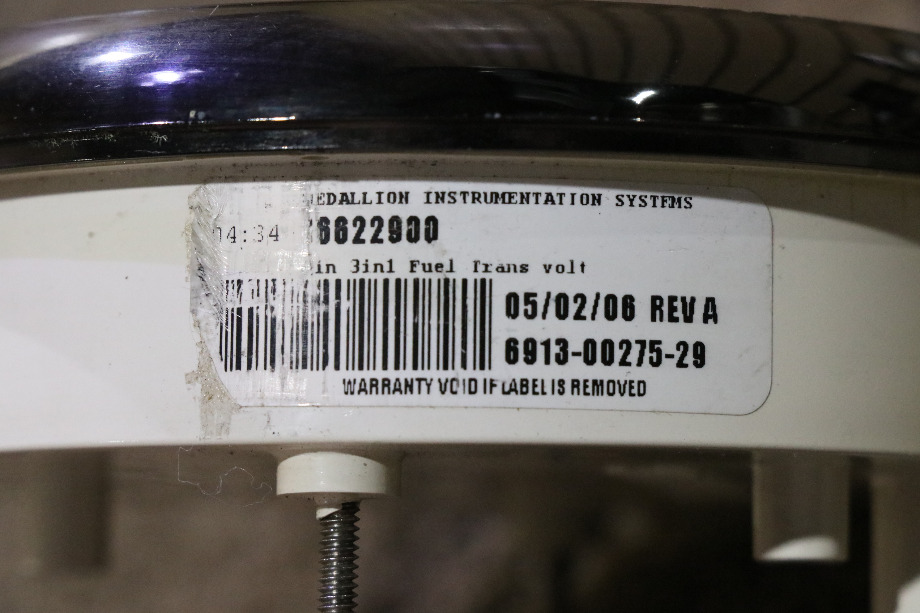 MEDALLION INSTRUMENTATION SYSTEMS
04:34 6622900
in 3in1 Fuel Trans volt
05/02/06 REV A
6913-00275-29
WARRANTY VOID IF LABEL IS REMOVED